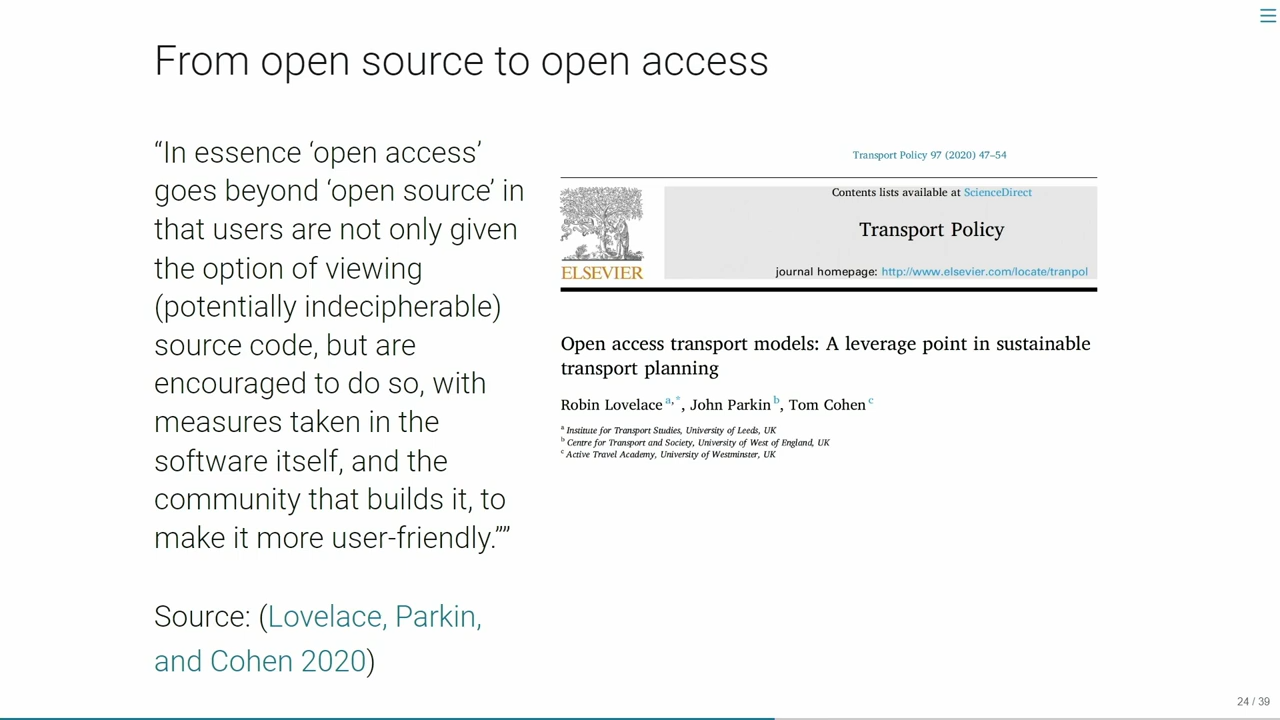 From open source to open access
“In essence ‘open access’
goes beyond ‘open source’ in
that users are not only given
the option of viewing
(potentially indecipherable)
source code, but are
encouraged to do so, with
measures taken in the
software itself, and the
community that builds it, to
make it more user-friendly.””
Source: (Lovelace, Parkin,
and Cohen 2020)
Transport Policy 97 (2020) 47–54
Contents lists available at ScienceDirect
Transport Policy
journal homepage: http://www.elsevier.com/locate/tranpol
ELSEVIER
Open access transport models: A leverage point in sustainable
transport planning
Robin Lovelace a,*, John Parkin b, Tom Cohen c
a Institute for Transport Studies, University of Leeds, UK
b Centre for Transport and Society, University of West of England, UK
c Active Travel Academy, University of Westminster, UK
24 / 39